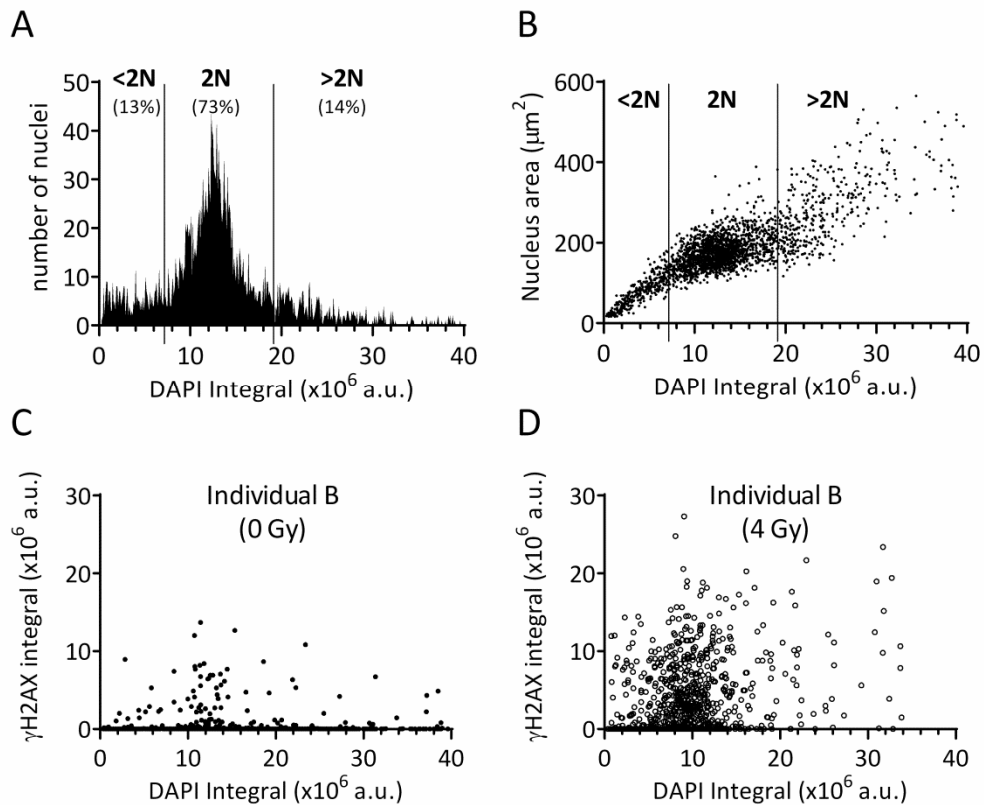 A
<2N 2N >2N
(13%) (73%) (14%)
50
40
30
20
10
0
number of nuclei
0 10 20 30 40
DAPI Integral (x10⁶ a.u.)
B
<2N 2N >2N
600
400
200
0
Nucleus area (μm²)
0 10 20 30 40
DAPI Integral (x10⁶ a.u.)
C
Individual B
(0 Gy)
30
20
10
0
γH2AX integral (x10⁶ a.u.)
0 10 20 30 40
DAPI Integral (x10⁶ a.u.)
D
Individual B
(4 Gy)
30
20
10
0
γH2AX integral (x10⁶ a.u.)
0 10 20 30 40
DAPI Integral (x10⁶ a.u.)